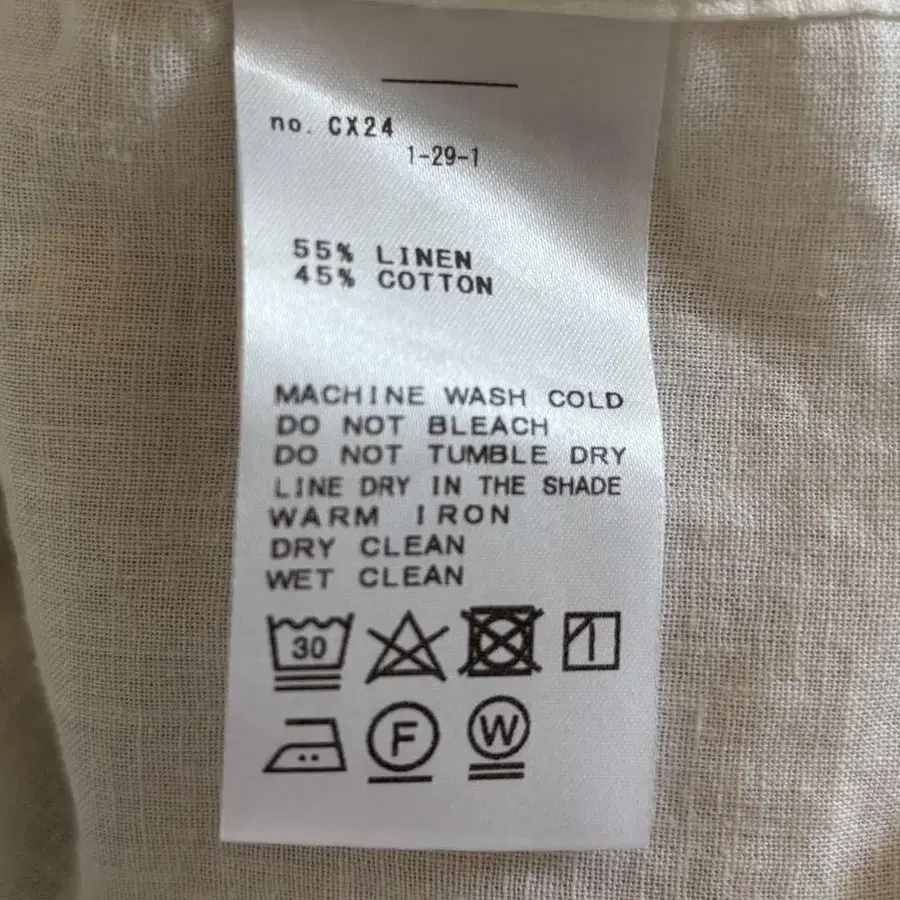 no. CX24
1-29-1
55% LINEN
45% COTTON
MACHINE WASH COLD
DO NOT BLEACH
DO NOT TUMBLE DRY
LINE DRY IN THE SHADE
WARM IRON
DRY CLEAN
WET CLEAN
30
F W